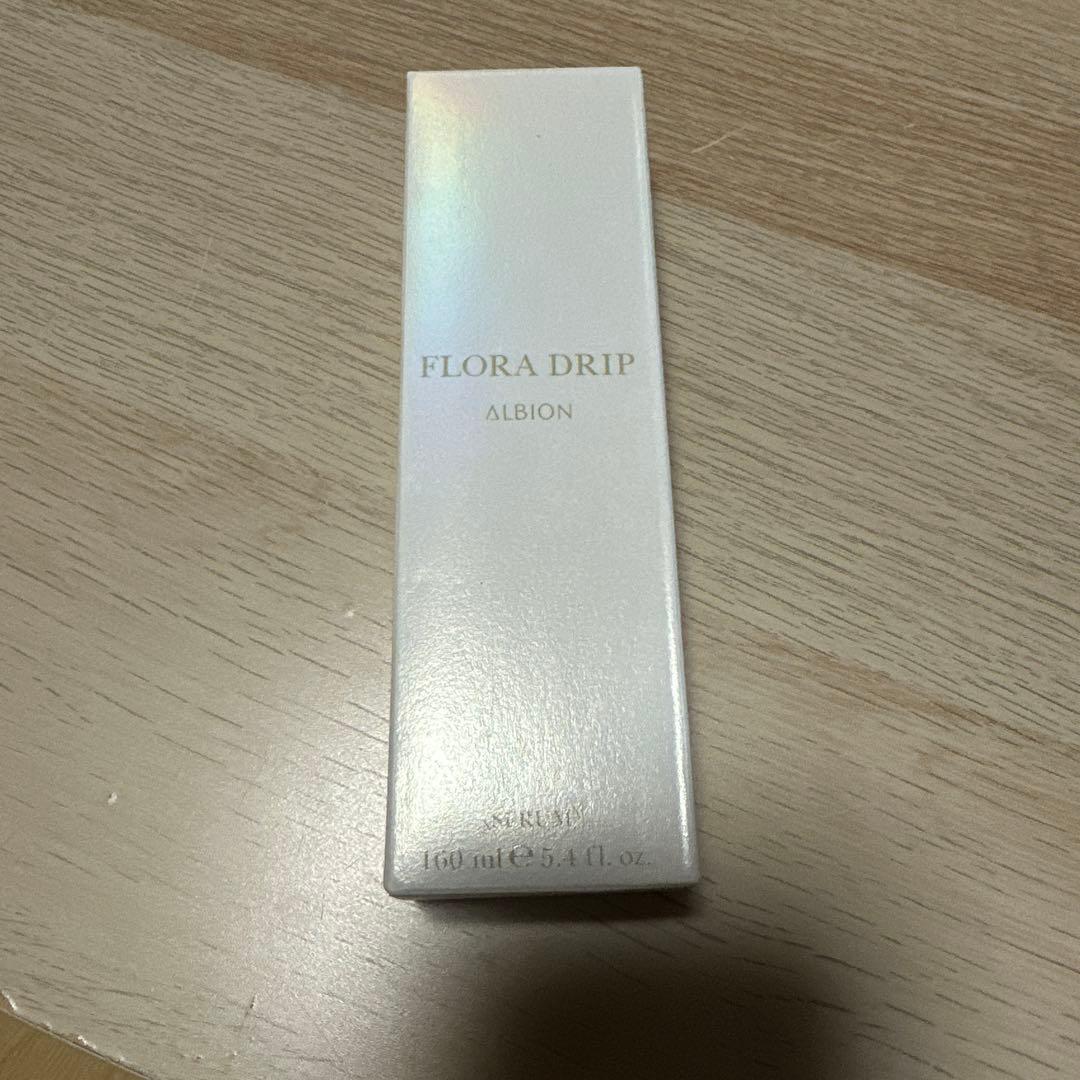 FLORA DRIP
ALBION
<SERUM>
160 ml ℮ 5.4 fl. oz.